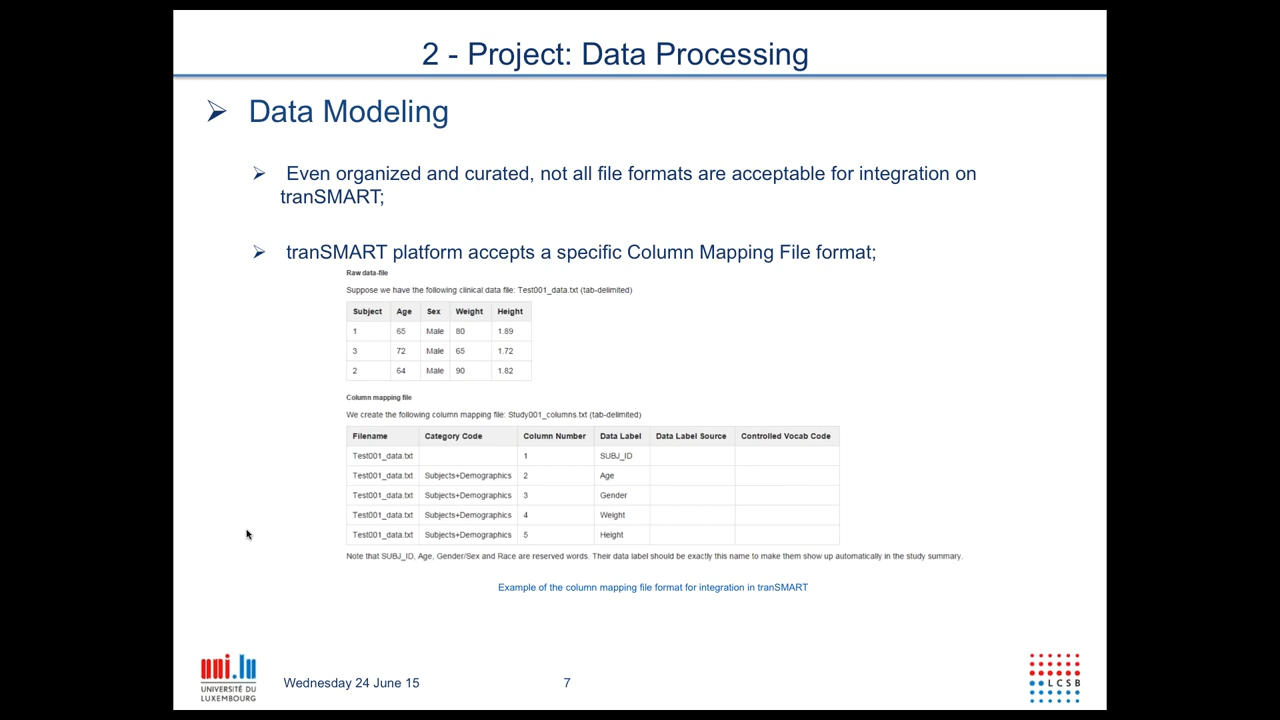 2 - Project: Data Processing
Data Modeling
Even organized and curated, not all file formats are acceptable for integration on
tranSMART;
tranSMART platform accepts a specific Column Mapping File format;
Raw data-file
Suppose we have the following clinical data file: Test001_data.txt (tab-delimited)
Subject Age Sex Weight Height
1 65 Male 80 1.89
3 72 Male 65 1.72
2 64 Male 90 1.82
Column mapping file
We create the following column mapping file: Study001_columns.txt (tab-delimited)
Filename Category Code Column Number Data Label Data Label Source Controlled Vocab Code
Test001_data.txt 1 SUBJ_ID
Test001_data.txt Subjects+Demographics 2 Age
Test001_data.txt Subjects+Demographics 3 Gender
Test001_data.txt Subjects+Demographics 4 Weight
Test001_data.txt Subjects+Demographics 5 Height
Note that SUBJ_ID, Age, Gender/Sex and Race are reserved words. Their data label should be exactly this name to make them show up automatically in the study summary.
Example of the column mapping file format for integration in tranSMART
uni.lu
UNIVERSITÉ DU
LUXEMBOURG
Wednesday 24 June 15
7
LCSB